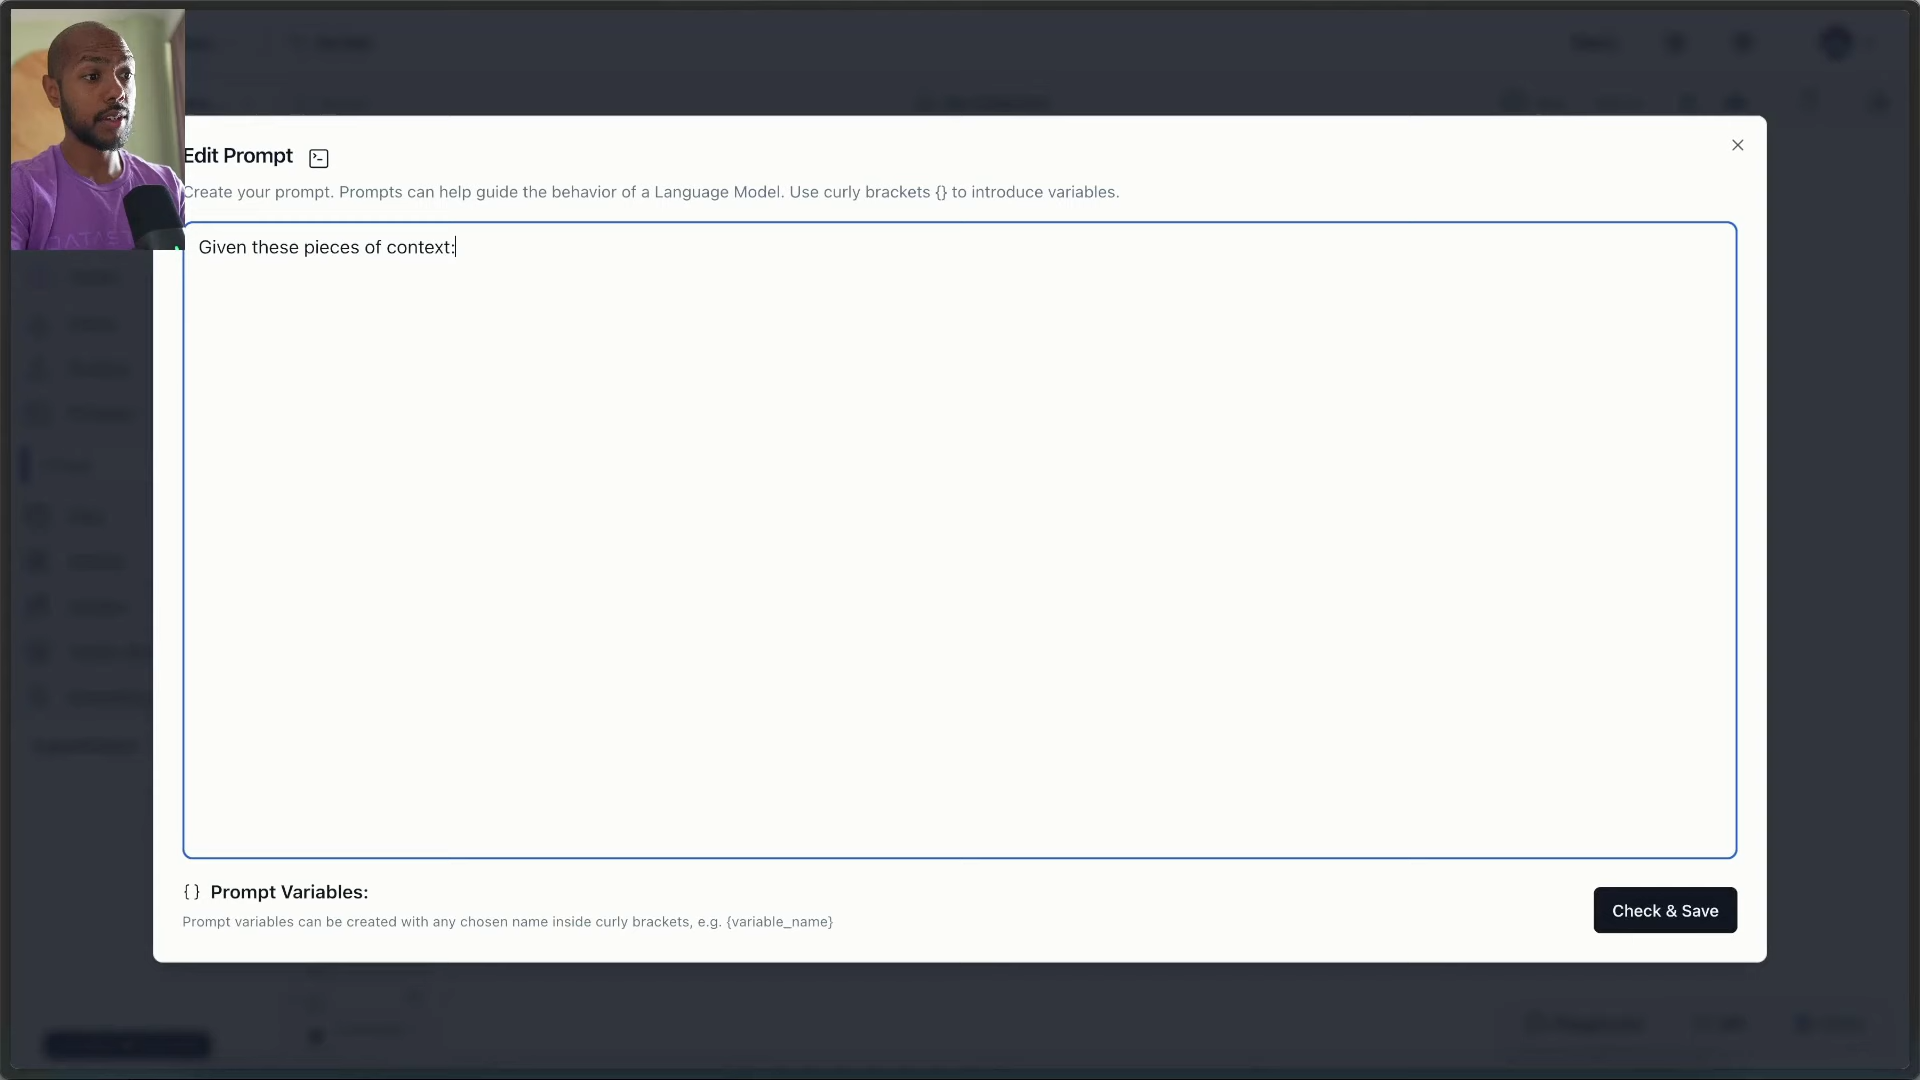 Edit Prompt
Create your prompt. Prompts can help guide the behavior of a Language Model. Use curly brackets {} to introduce variables.
Given these pieces of context:
{} Prompt Variables:
Prompt variables can be created with any chosen name inside curly brackets, e.g. {variable_name}
Check & Save